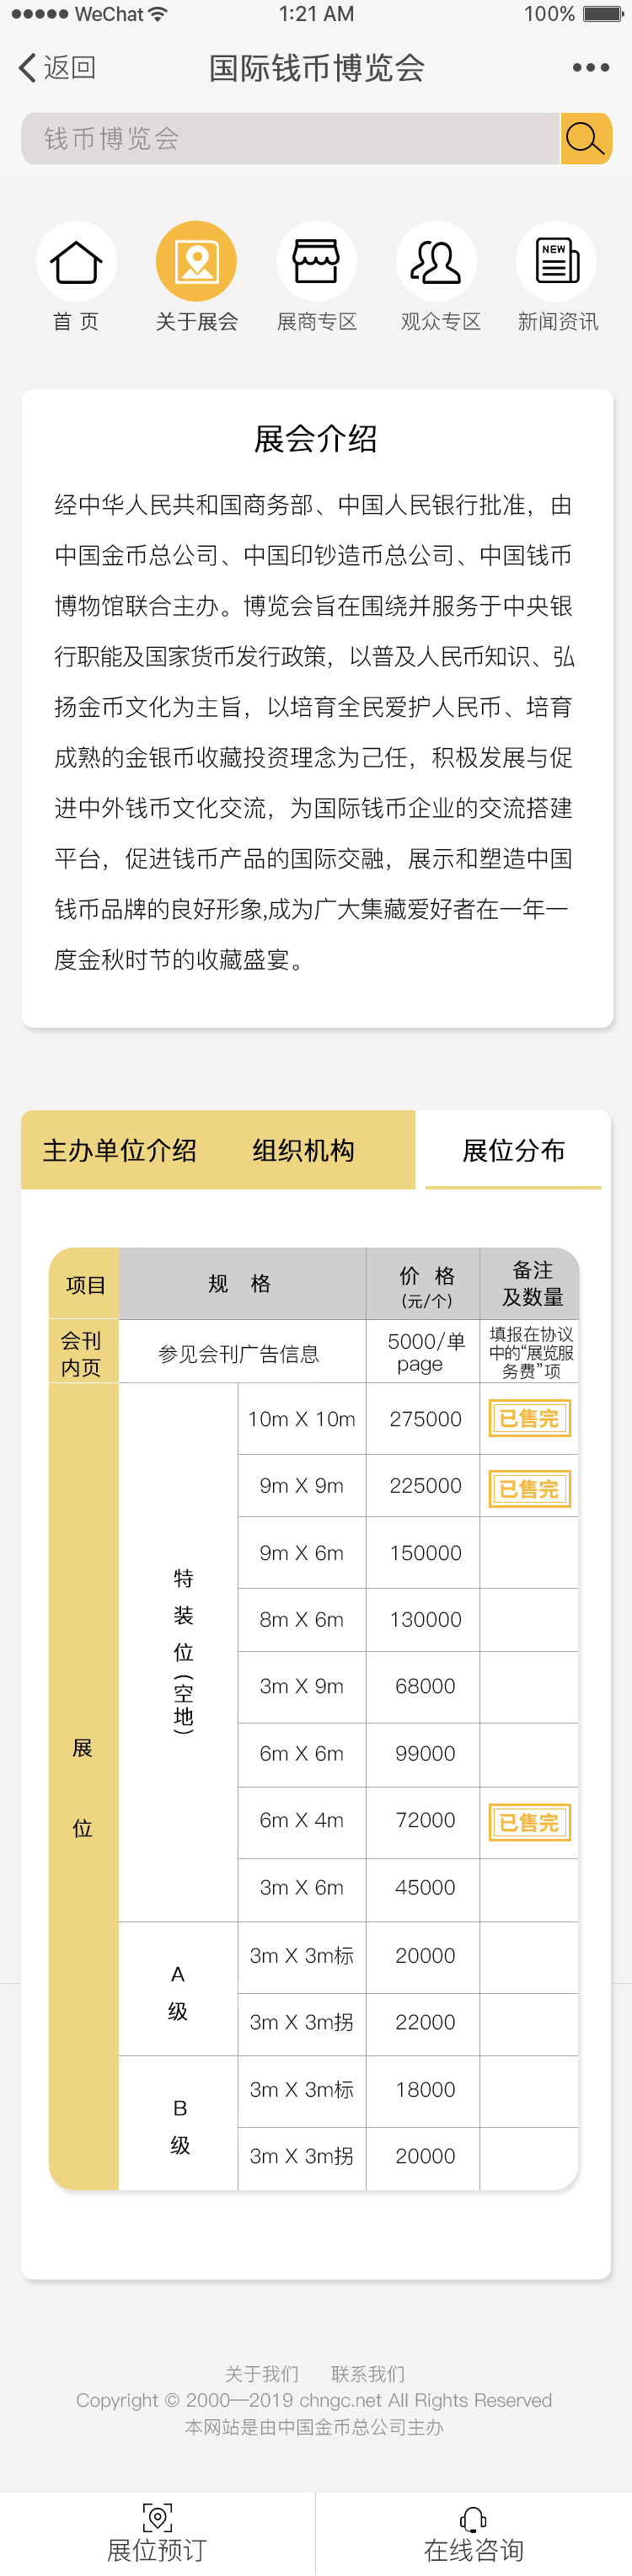 WeChat 1:21 AM 100%
返回 国际钱币博览会
钱币博览会
NEW
首 页 关于展会 展商专区 观众专区 新闻资讯
展会介绍
经中华人民共和国商务部、中国人民银行批准，由
中国金币总公司、中国印钞造币总公司、中国钱币
博物馆联合主办。博览会旨在围绕并服务于中央银
行职能及国家货币发行政策，以普及人民币知识、弘
扬金币文化为主旨，以培育全民爱护人民币、培育
成熟的金银币收藏投资理念为己任，积极发展与促
进中外钱币文化交流，为国际钱币企业的交流搭建
平台，促进钱币产品的国际交融，展示和塑造中国
钱币品牌的良好形象,成为广大集藏爱好者在一年一
度金秋时节的收藏盛宴。
主办单位介绍 组织机构 展位分布
项目 规 格 价 格 (元/个) 备注及数量
会刊内页 参见会刊广告信息 5000/单page 填报在协议中的“展览服务费”项
展位
特装位(空地)
10m X 10m 275000 已售完
9m X 9m 225000 已售完
9m X 6m 150000
8m X 6m 130000
3m X 9m 68000
6m X 6m 99000
6m X 4m 72000 已售完
3m X 6m 45000
A级
3m X 3m标 20000
3m X 3m拐 22000
B级
3m X 3m标 18000
3m X 3m拐 20000
关于我们 联系我们
Copyright © 2000—2019 chngc.net All Rights Reserved
本网站是由中国金币总公司主办
展位预订 在线咨询